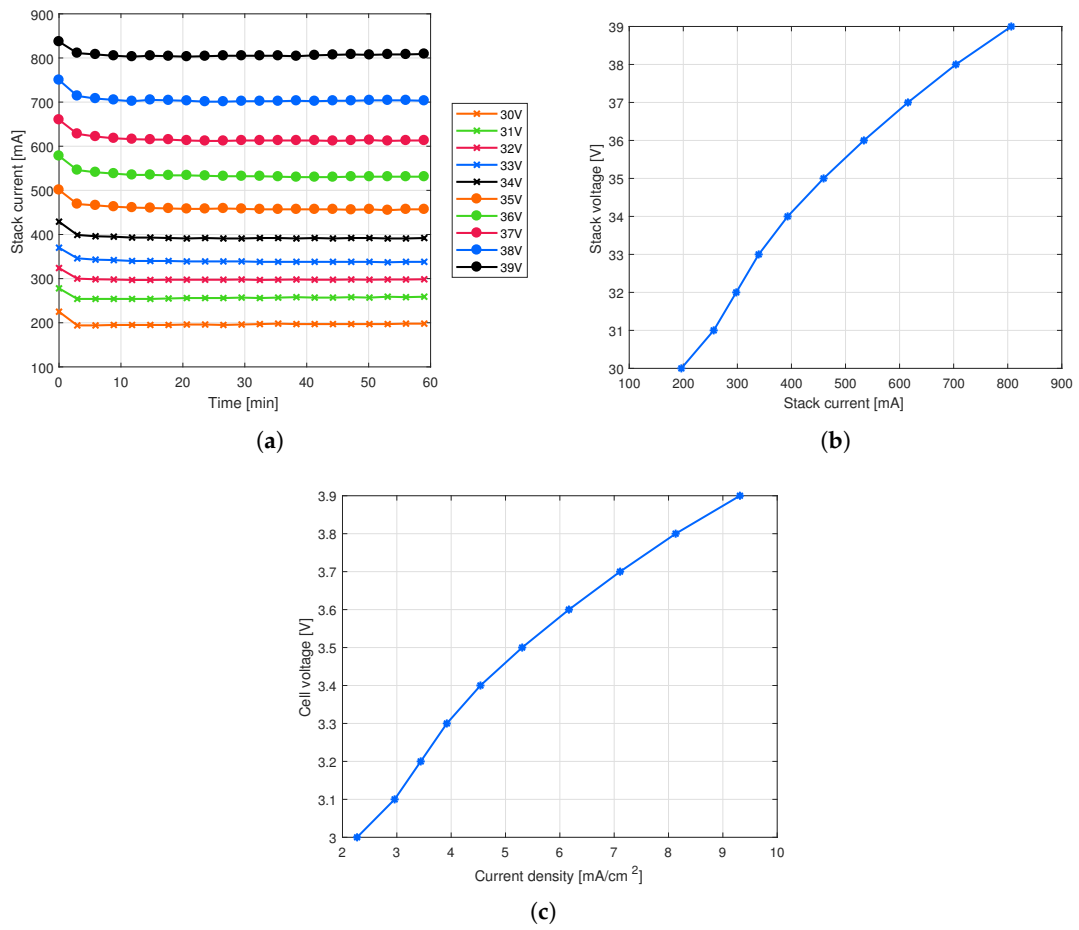 900
800
700
600
500
400
300
200
100
Stack current [mA]
0 10 20 30 40 50 60
Time [min]
30V
31V
32V
33V
34V
35V
36V
37V
38V
39V
(a)
39
38
37
36
35
34
33
32
31
30
Stack voltage [V]
100 200 300 400 500 600 700 800 900
Stack current [mA]
(b)
3.9
3.8
3.7
3.6
3.5
3.4
3.3
3.2
3.1
3
Cell voltage [V]
2 3 4 5 6 7 8 9 10
Current density [mA/cm²]
(c)